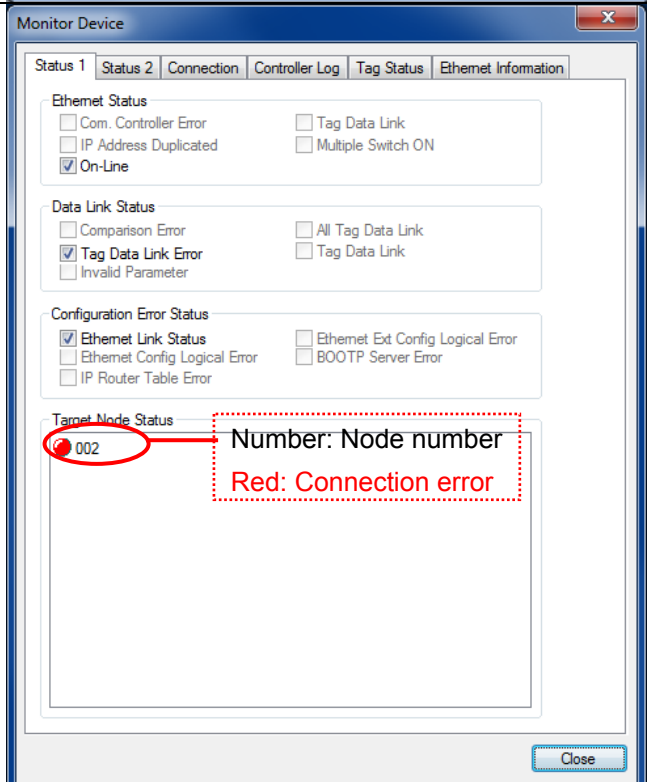 Monitor Device
Status 1 Status 2 Connection Controller Log Tag Status Ethernet Information
Ethernet Status
Com. Controller Error Tag Data Link
IP Address Duplicated Multiple Switch ON
On-Line
Data Link Status
Comparison Error All Tag Data Link
Tag Data Link Error Tag Data Link
Invalid Parameter
Configuration Error Status
Ethernet Link Status Ethernet Ext Config Logical Error
Ethernet Config Logical Error BOOTP Server Error
IP Router Table Error
Target Node Status
002
Number: Node number
Red: Connection error
Close